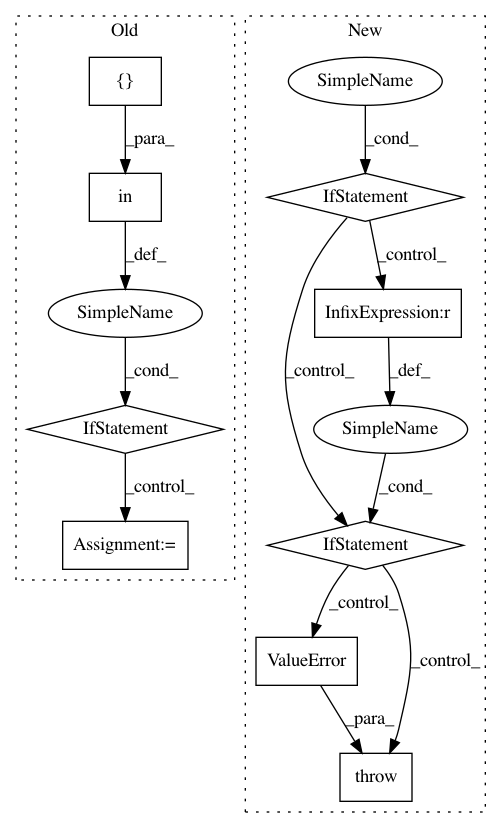 Old
New
{}
SimpleName
_para_
_cond_
in
IfStatement
_def_
_control_
SimpleName
InfixExpression:r
_cond_
_control_
_def_
IfStatement
SimpleName
_control_
_cond_
Assignment:=
IfStatement
_control_
_control_
ValueError
_para_
throw